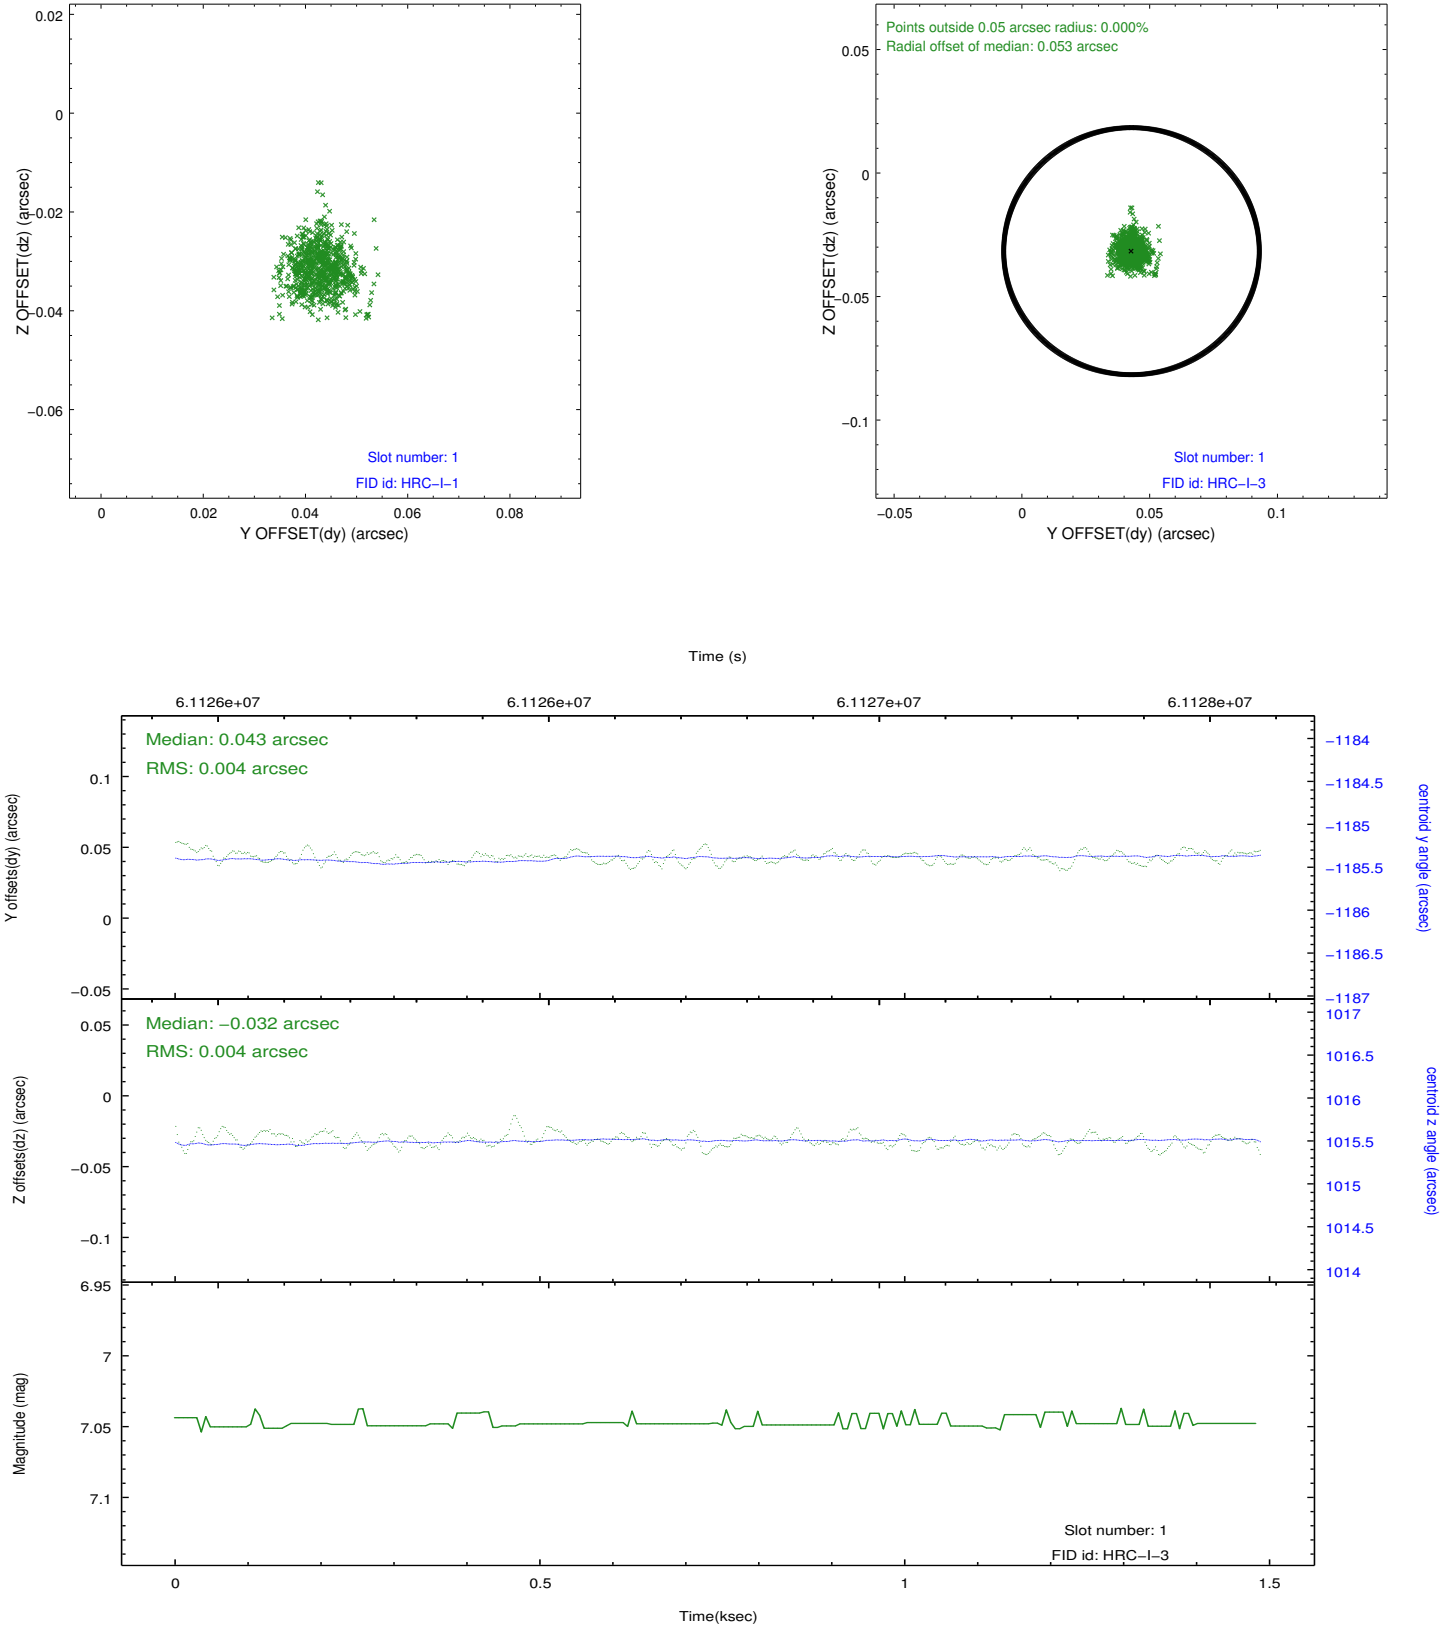 0.02
0
−0.02
−0.04
−0.06
Z OFFSET(dz) (arcsec)
Slot number: 1
FID id: HRC−I−1
0
0.02
0.04
0.06
0.08
Y OFFSET(dy) (arcsec)
Points outside 0.05 arcsec radius: 0.000%
Radial offset of median: 0.053 arcsec
0.05
0
−0.05
−0.1
Z OFFSET(dz) (arcsec)
Slot number: 1
FID id: HRC−I−3
−0.05
0
0.05
0.1
Y OFFSET(dy) (arcsec)
Time (s)
6.1126e+07
6.1126e+07
6.1127e+07
6.1128e+07
Median: 0.043 arcsec
RMS: 0.004 arcsec
0.1
0.05
0
−0.05
Y offsets(dy) (arcsec)
−1184
−1184.5
−1185
−1185.5
−1186
−1186.5
−1187
centroid y angle (arcsec)
Median: −0.032 arcsec
RMS: 0.004 arcsec
0.05
0
−0.05
−0.1
Z offsets(dz) (arcsec)
1017
1016.5
1016
1015.5
1015
1014.5
1014
centroid z angle (arcsec)
6.95
7
7.05
7.1
Magnitude (mag)
Slot number: 1
FID id: HRC−I−3
0
0.5
1
1.5
Time(ksec)